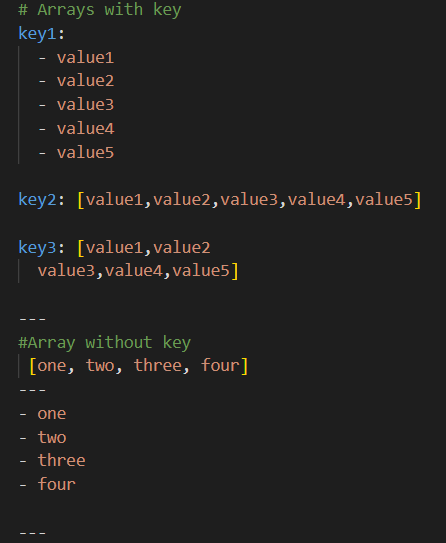 # Arrays with key
key1:
  - value1
  - value2
  - value3
  - value4
  - value5
key2: [value1,value2,value3,value4,value5]
key3: [value1,value2
  value3,value4,value5]
---
#Array without key
 [one, two, three, four]
---
- one
- two
- three
- four
---